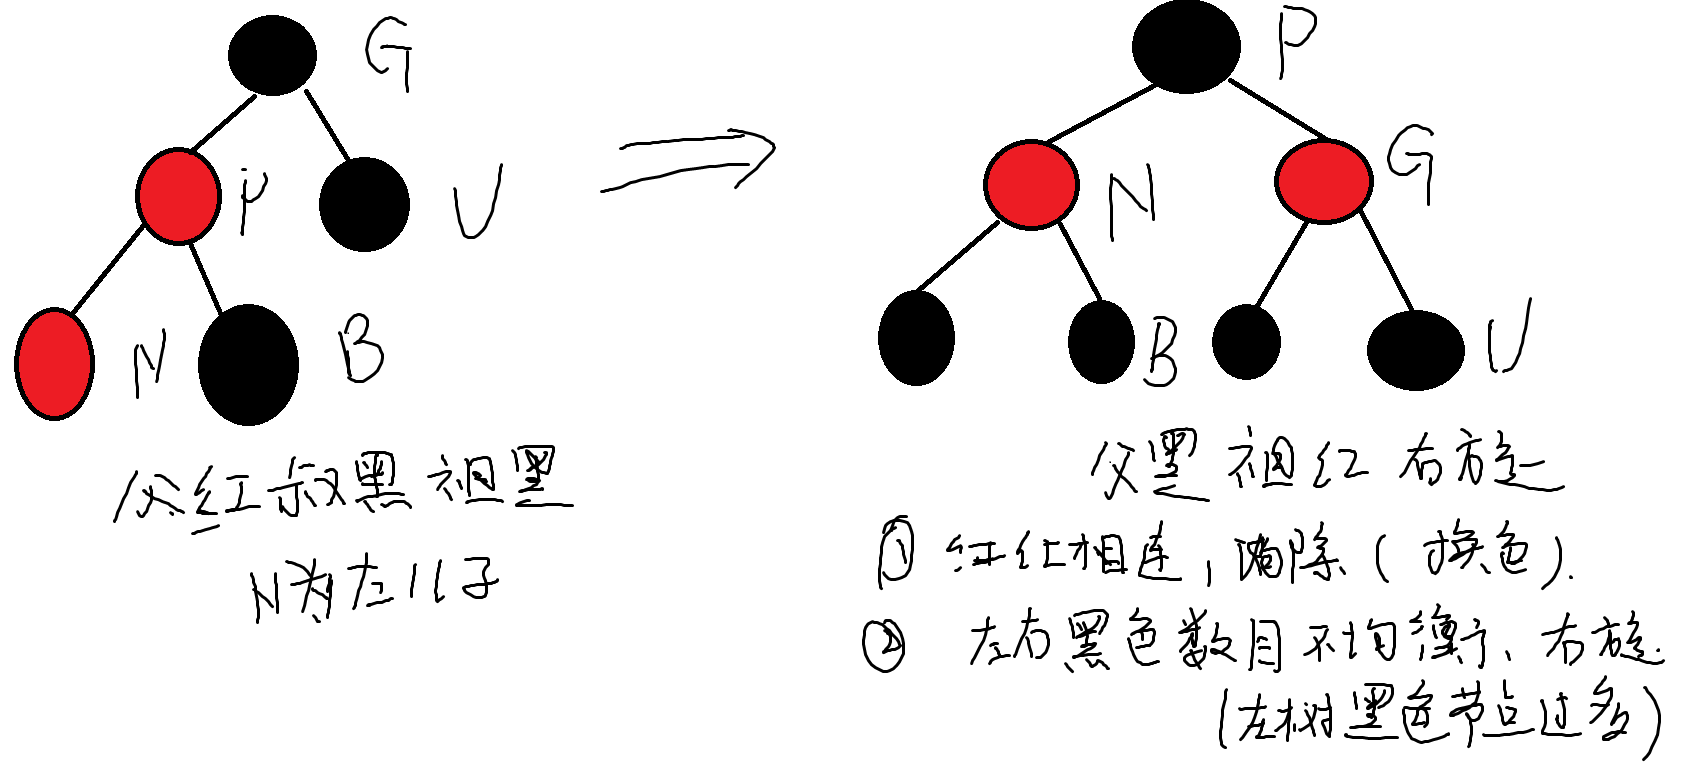 G
P
U
N
B
父红叔黑祖黑
N为左儿子
P
N
G
B
U
父黑祖红右旋
① 红红相连,消除(换色).
② 左右黑色数目不均衡、右旋.
(左树黑色节点过多)